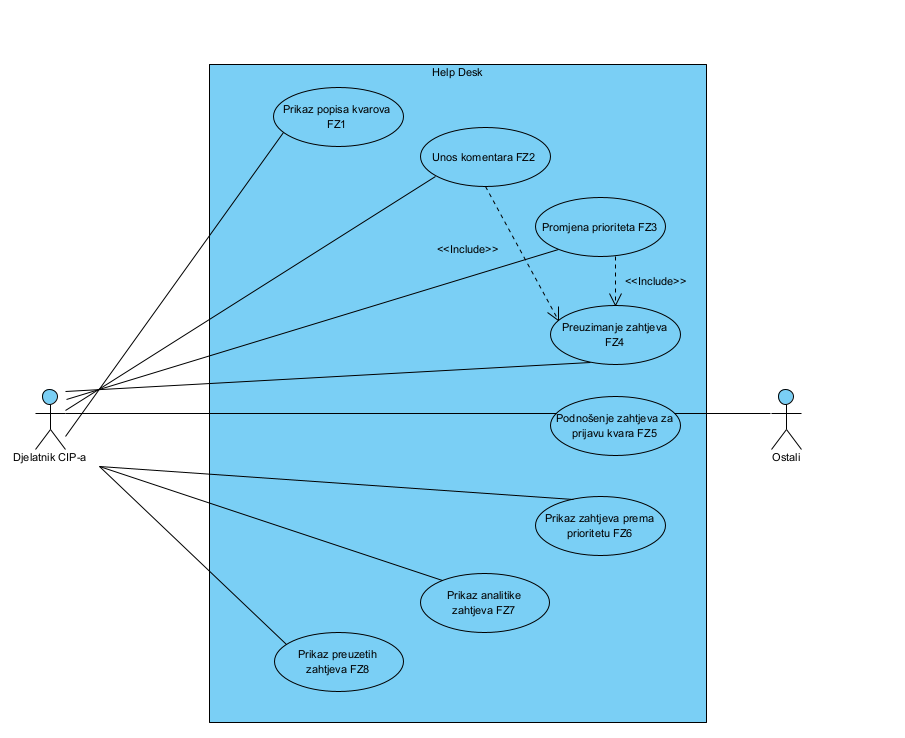 Help Desk
Prikaz popisa kvarova
FZ1
Unos komentara FZ2
Promjena prioriteta FZ3
<<Include>>
<<Include>>
Preuzimanje zahtjeva
FZ4
Podnošenje zahtjeva za
prijavu kvara FZ5
Djelatnik CIP-a
Ostali
Prikaz zahtjeva prema
prioritetu FZ6
Prikaz analitike
zahtjeva FZ7
Prikaz preuzetih
zahtjeva FZ8